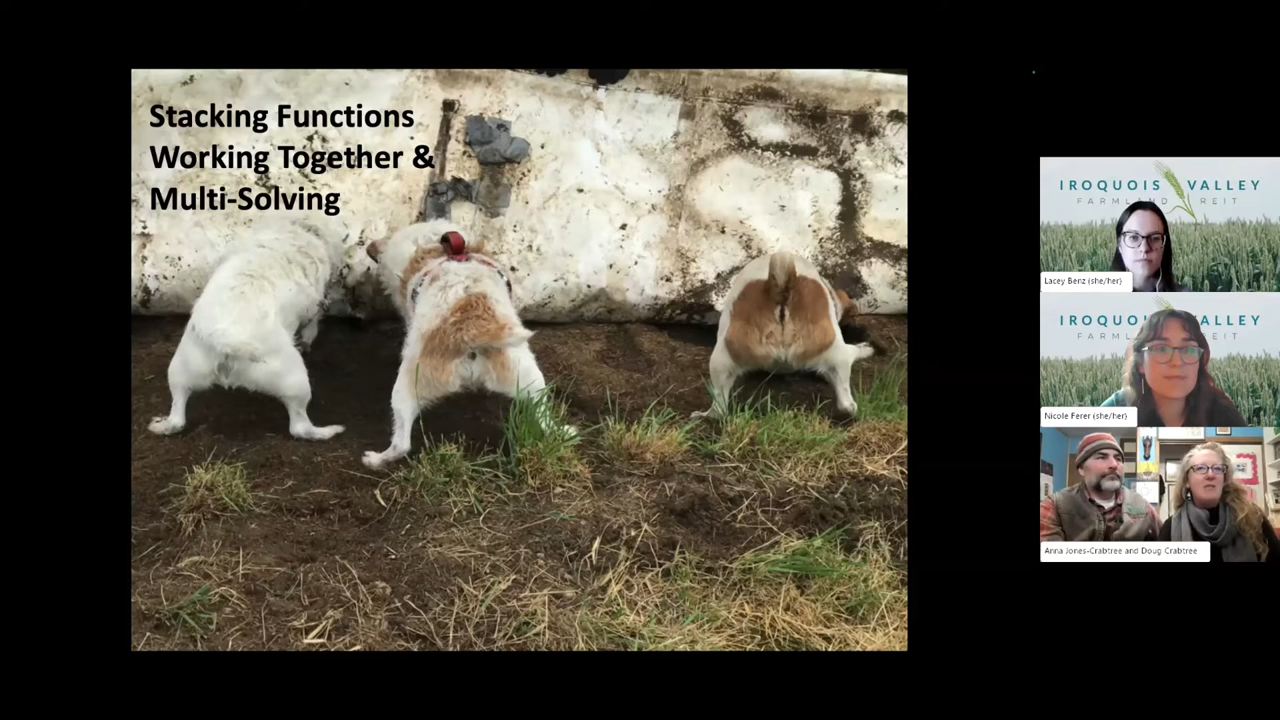 Stacking Functions
Working Together &
Multi-Solving
IROQUOIS VALLEY
FARMLAND REIT
Lacey Benz (she/her)
IROQUOIS VALLEY
FARMLAND REIT
Nicole Ferer (she/her)
Anna Jones-Crabtree and Doug Crabtree